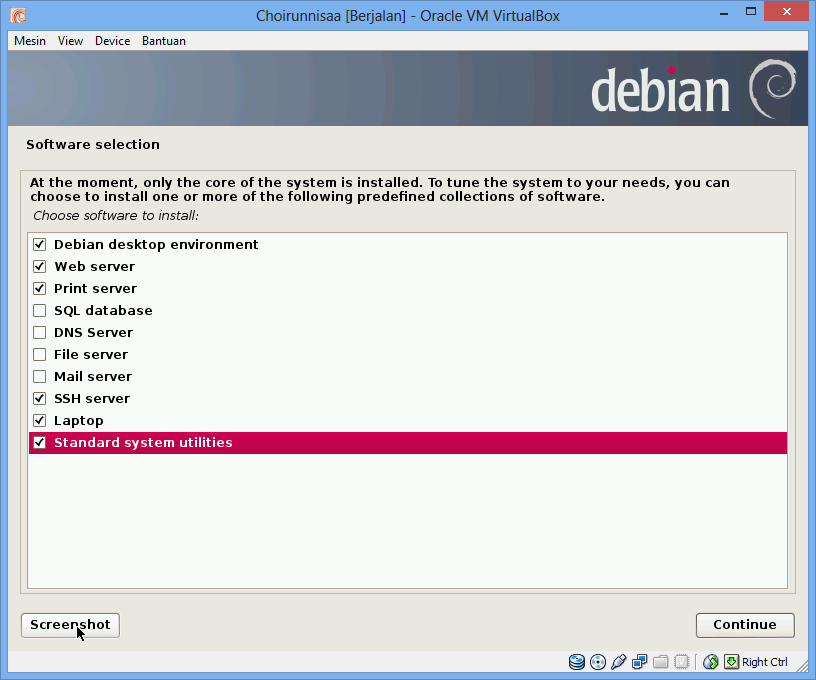 Choirunnisaa [Berjalan] - Oracle VM VirtualBox
Mesin View Device Bantuan
debian
Software selection
At the moment, only the core of the system is installed. To tune the system to your needs, you can
choose to install one or more of the following predefined collections of software.
Choose software to install:
Debian desktop environment
Web server
Print server
SQL database
DNS Server
File server
Mail server
SSH server
Laptop
Standard system utilities
Screenshot
Continue
Right Ctrl